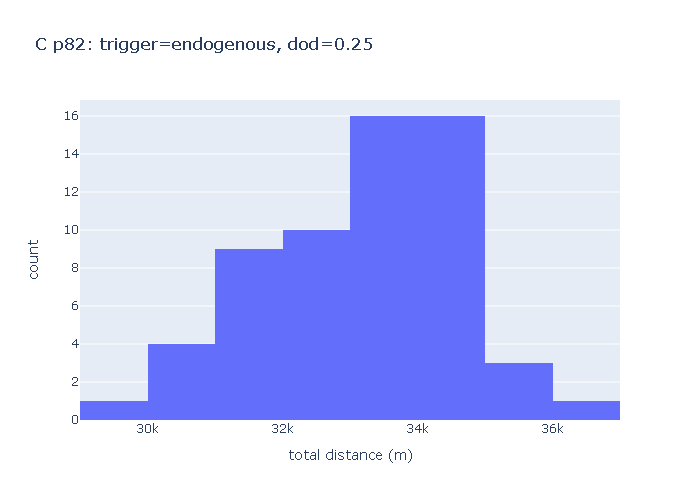 C p82: trigger=endogenous, dod=0.25
16
14
12
10
8
6
4
2
0
count
30k
32k
34k
36k
total distance (m)